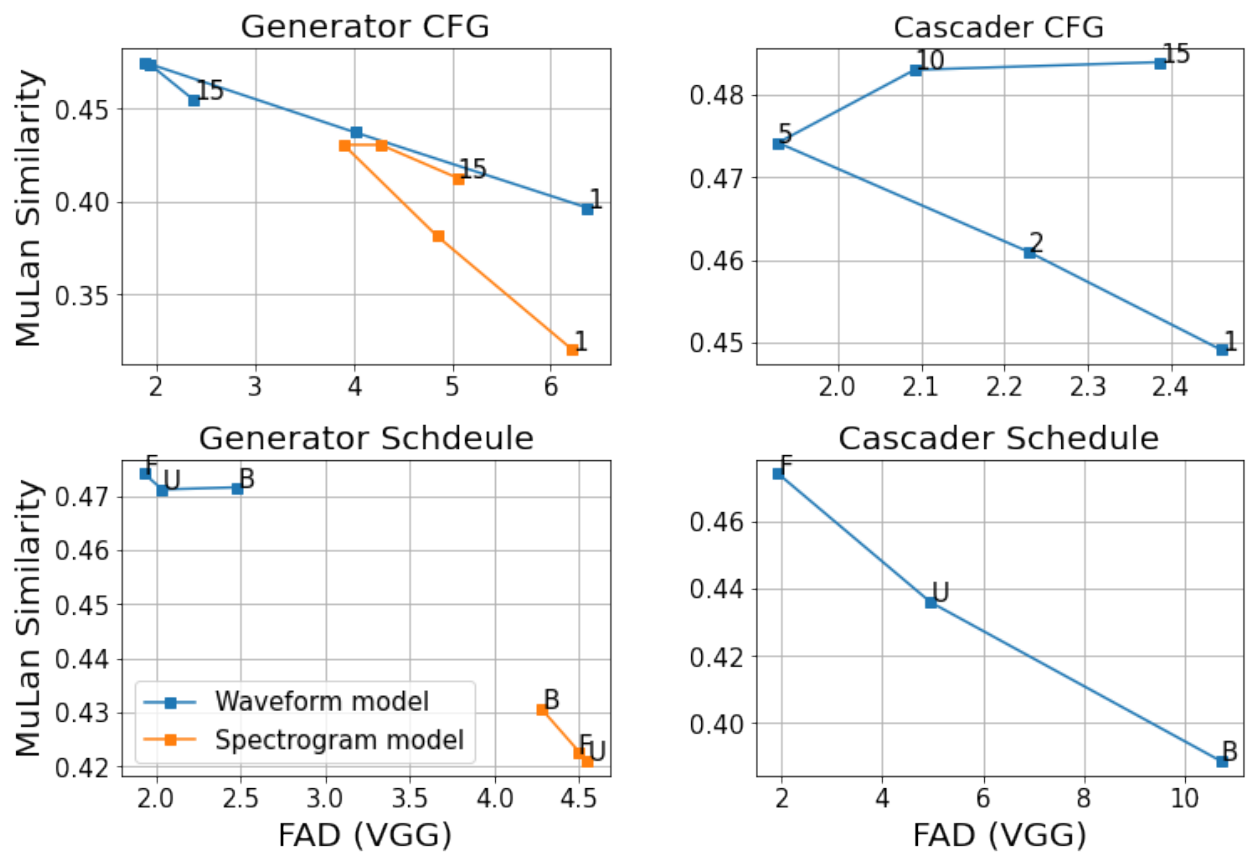 Generator CFG
MuLan Similarity
0.45
0.40
0.35
15
15
1
1
2
3
4
5
6
Cascader CFG
0.48
0.47
0.46
0.45
10
15
5
2
1
2.0
2.1
2.2
2.3
2.4
Generator Schdeule
MuLan Similarity
0.47
0.46
0.45
0.44
0.43
0.42
F
U
B
B
F
U
Waveform model
Spectrogram model
2.0
2.5
3.0
3.5
4.0
4.5
FAD (VGG)
Cascader Schedule
0.46
0.44
0.42
0.40
F
U
B
2
4
6
8
10
FAD (VGG)